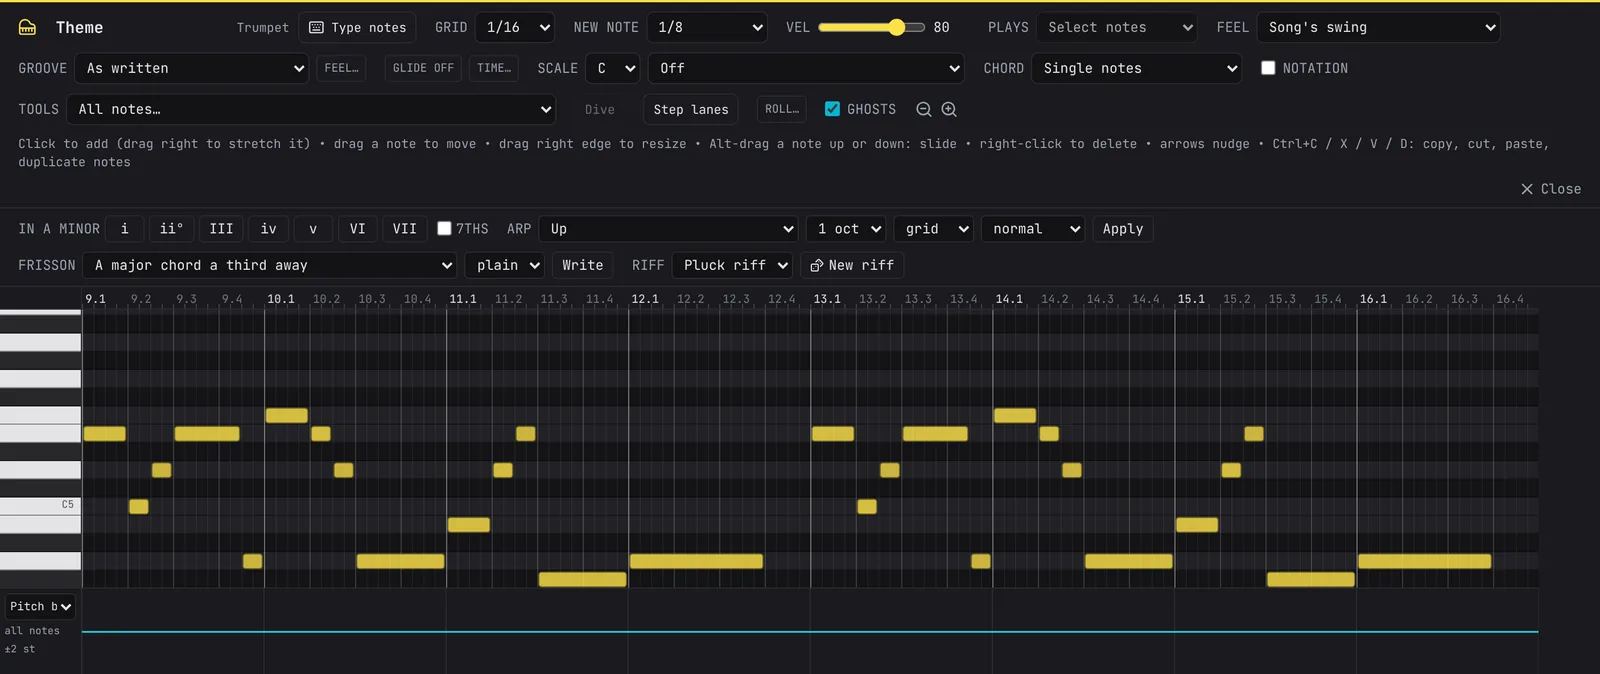 Theme Trumpet Type notes GRID 1/16 NEW NOTE 1/8 VEL 80 PLAYS Select notes FEEL Song's swing
GROOVE As written FEEL… GLIDE OFF TIME… SCALE C Off CHORD Single notes NOTATION
TOOLS All notes… Dive Step lanes ROLL… GHOSTS
Click to add (drag right to stretch it) • drag a note to move • drag right edge to resize • Alt-drag a note up or down: slide • right-click to delete • arrows nudge • Ctrl+C / X / V / D: copy, cut, paste,
duplicate notes
Close
IN A MINOR i ii° III iv v VI VII 7THS ARP Up 1 oct grid normal Apply
FRISSON A major chord a third away plain Write RIFF Pluck riff New riff
9.1 9.2 9.3 9.4 10.1 10.2 10.3 10.4 11.1 11.2 11.3 11.4 12.1 12.2 12.3 12.4 13.1 13.2 13.3 13.4 14.1 14.2 14.3 14.4 15.1 15.2 15.3 15.4 16.1 16.2 16.3 16.4
C5
Pitch b
all notes
±2 st